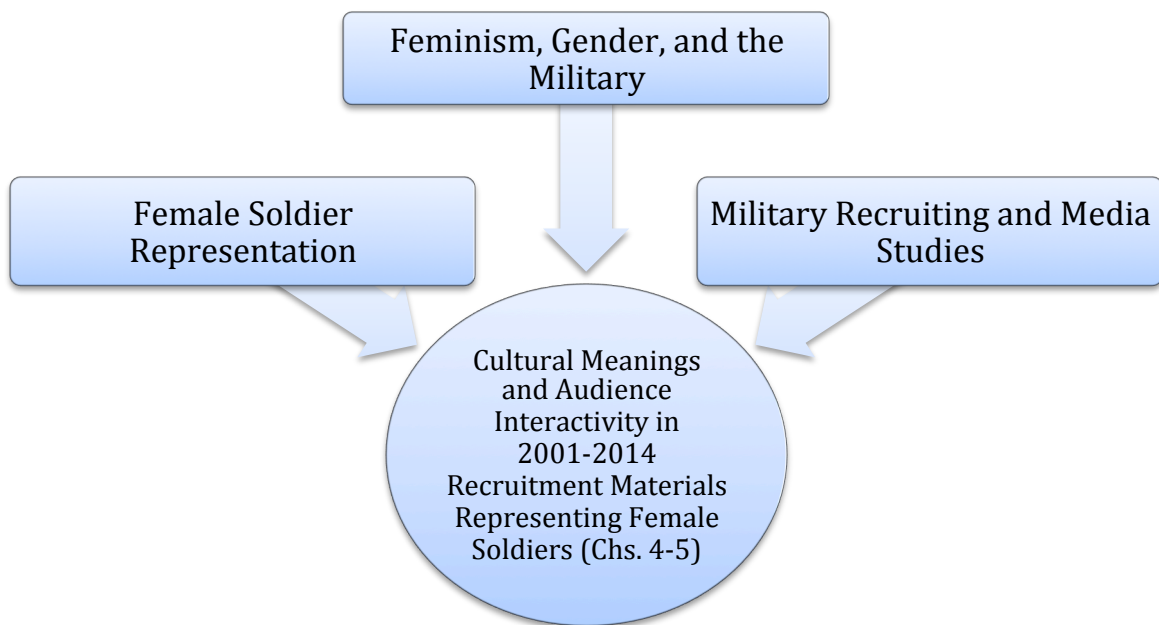 Feminism, Gender, and the
Military
Female Soldier
Representation
Military Recruiting and Media
Studies
Cultural Meanings
and Audience
Interactivity in
2001-2014
Recruitment Materials
Representing Female
Soldiers (Chs. 4-5)